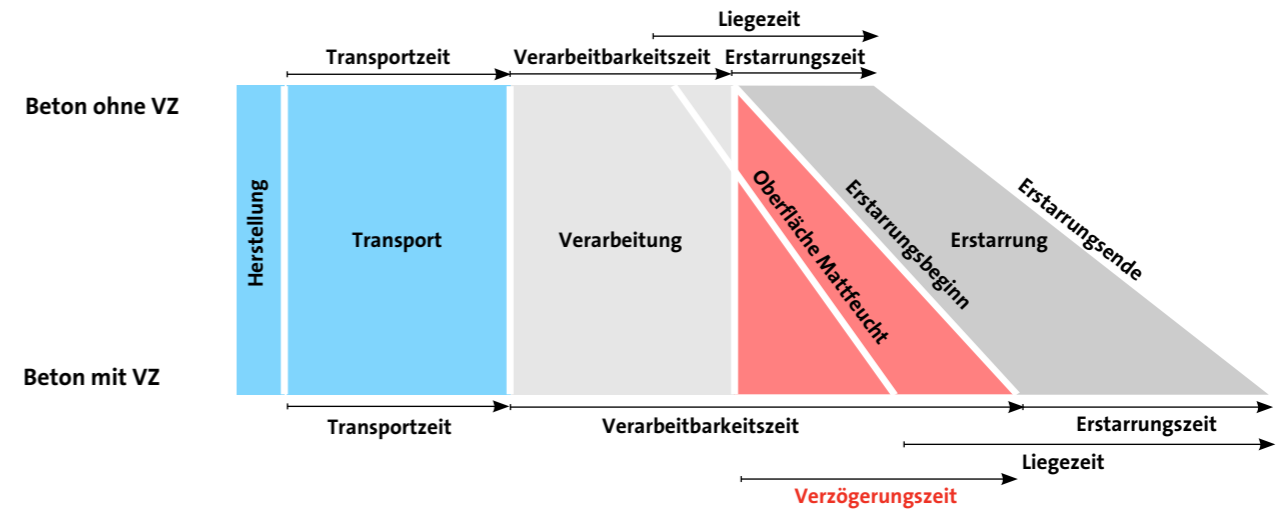 Liegezeit
Transportzeit
Verarbeitbarkeitszeit
Erstarrungszeit
Beton ohne VZ
Herstellung
Transport
Verarbeitung
Oberfläche Mattfeucht
Erstarrungsbeginn
Erstarrung
Erstarrungsende
Beton mit VZ
Transportzeit
Verarbeitbarkeitszeit
Erstarrungszeit
Liegezeit
Verzögerungszeit